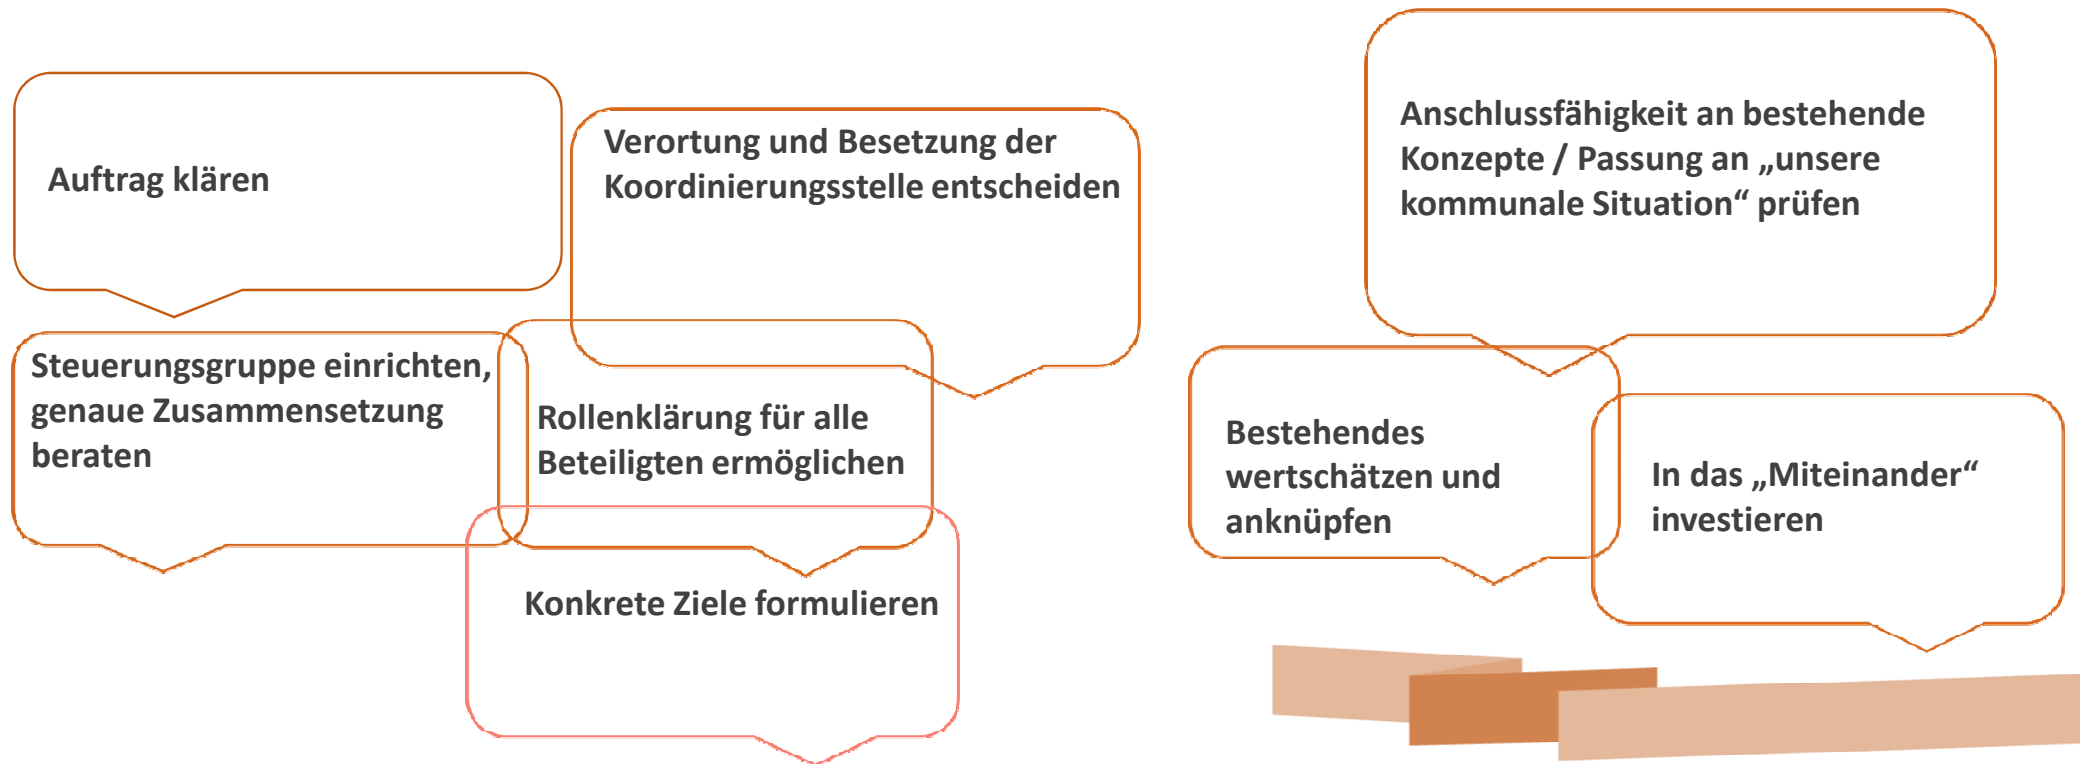 Auftrag klären
Verortung und Besetzung der
Koordinierungsstelle entscheiden
Steuerungsgruppe einrichten,
genaue Zusammensetzung
beraten
Rollenklärung für alle
Beteiligten ermöglichen
Konkrete Ziele formulieren
Anschlussfähigkeit an bestehende
Konzepte / Passung an „unsere
kommunale Situation“ prüfen
Bestehendes
wertschätzen und
anknüpfen
In das „Miteinander“
investieren